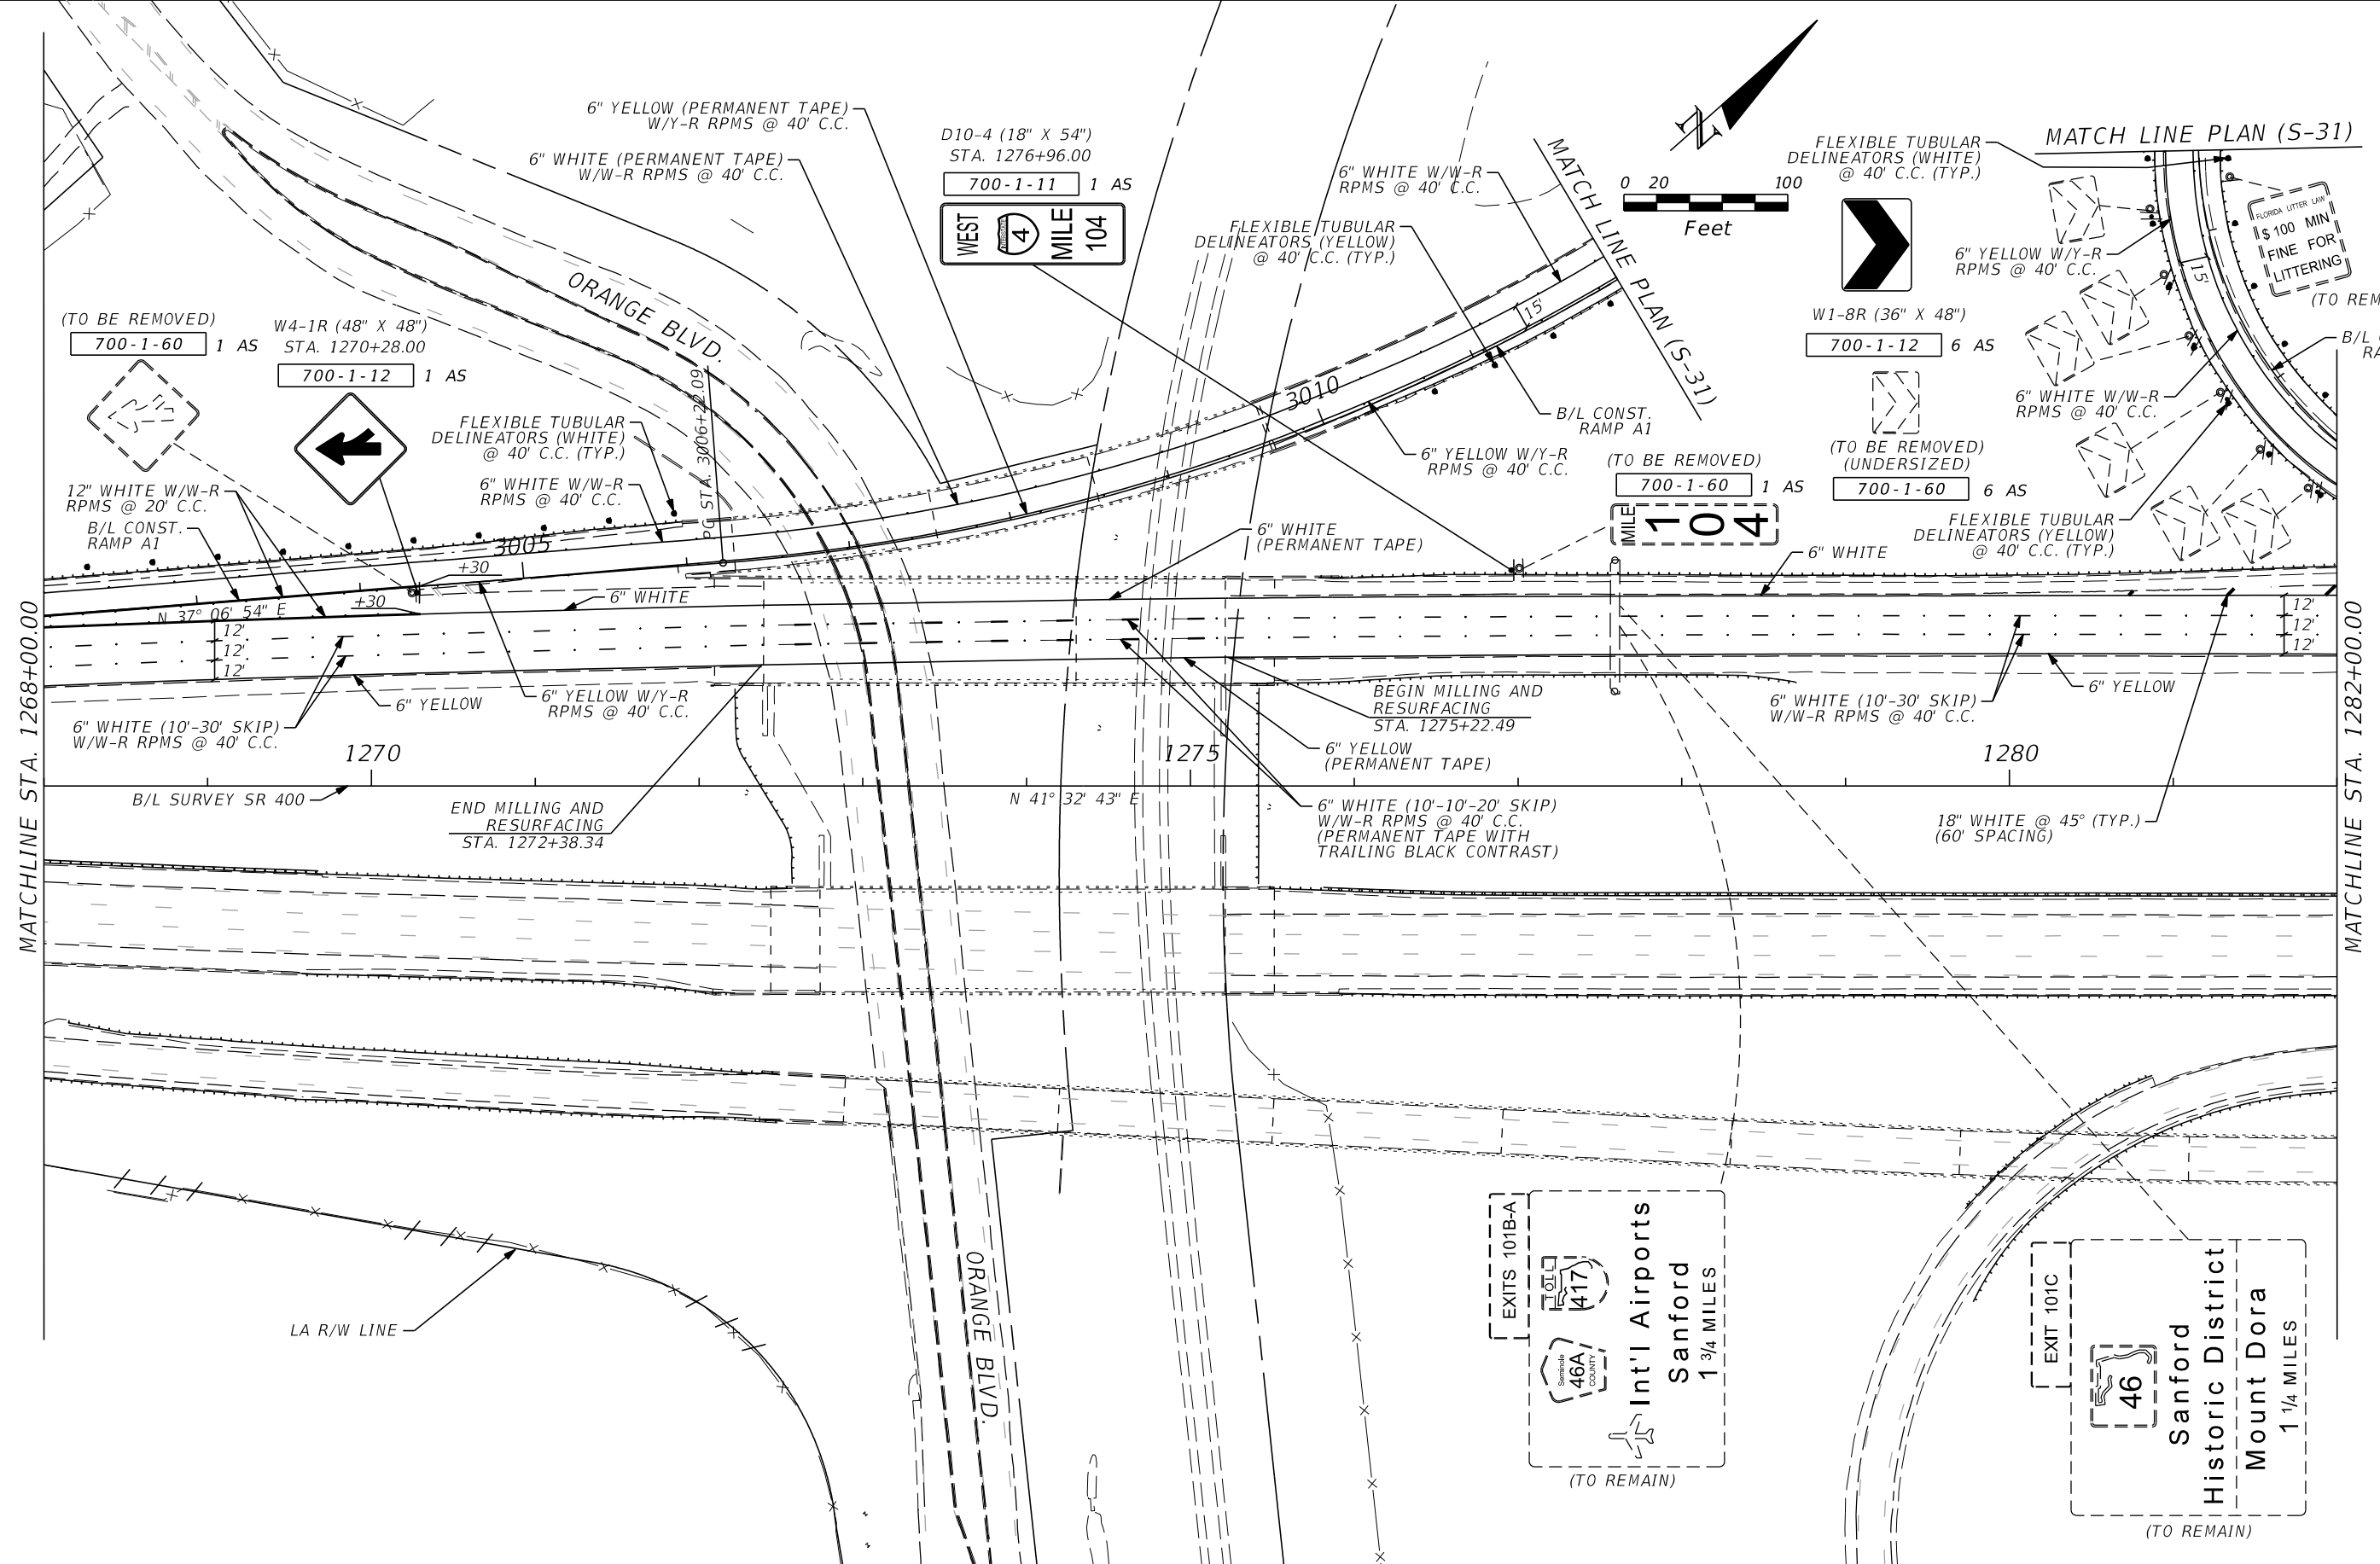 6" YELLOW (PERMANENT TAPE)
W/Y-R RPMS @ 40' C.C.
6" WHITE (PERMANENT TAPE)
W/W-R RPMS @ 40' C.C.
D10-4 (18" X 54")
STA. 1276+96.00
700-1-11 1 AS
WEST
INTERSTATE
4
MILE
104
6" WHITE W/W-R
RPMS @ 40' C.C.
FLEXIBLE TUBULAR
DELINEATORS (YELLOW)
@ 40' C.C. (TYP.)
MATCH LINE PLAN (S-31)
N
0 20 100
Feet
FLEXIBLE TUBULAR
DELINEATORS (WHITE)
@ 40' C.C. (TYP.)
MATCH LINE PLAN (S-31)
W1-8R (36" X 48")
700-1-12 6 AS
(TO BE REMOVED)
(UNDERSIZED)
700-1-60 6 AS
6" YELLOW W/Y-R
RPMS @ 40' C.C.
15'
FLORIDA LITTER LAW
$ 100 MIN
FINE FOR
LITTERING
(TO REM
B/L
RA
6" WHITE W/W-R
RPMS @ 40' C.C.
FLEXIBLE TUBULAR
DELINEATORS (YELLOW)
@ 40' C.C. (TYP.)
(TO BE REMOVED)
700-1-60 1 AS
W4-1R (48" X 48")
STA. 1270+28.00
700-1-12 1 AS
ORANGE BLVD.
FLEXIBLE TUBULAR
DELINEATORS (WHITE)
@ 40' C.C. (TYP.)
6" WHITE W/W-R
RPMS @ 40' C.C.
P.C. STA. 3006+22.09
3010
15'
B/L CONST.
RAMP A1
6" YELLOW W/Y-R
RPMS @ 40' C.C.
(TO BE REMOVED)
700-1-60 1 AS
MILE
104
12" WHITE W/W-R
RPMS @ 20' C.C.
B/L CONST.
RAMP A1
3005
+30
+30
N 37° 06' 54" E
6" WHITE
6" WHITE
(PERMANENT TAPE)
6" WHITE
12'
12'
12'
12'
12'
12'
6" YELLOW
6" YELLOW W/Y-R
RPMS @ 40' C.C.
6" WHITE (10'-30' SKIP)
W/W-R RPMS @ 40' C.C.
BEGIN MILLING AND
RESURFACING
STA. 1275+22.49
6" YELLOW
(PERMANENT TAPE)
6" WHITE (10'-30' SKIP)
W/W-R RPMS @ 40' C.C.
6" YELLOW
1270
1275
1280
B/L SURVEY SR 400
N 41° 32' 43" E
END MILLING AND
RESURFACING
STA. 1272+38.34
6" WHITE (10'-10'-20' SKIP)
W/W-R RPMS @ 40' C.C.
(PERMANENT TAPE WITH
TRAILING BLACK CONTRAST)
18" WHITE @ 45° (TYP.)
(60' SPACING)
MATCHLINE STA. 1268+00.00
MATCHLINE STA. 1282+00.00
LA R/W LINE
ORANGE BLVD.
EXITS 101B-A
TOLL
417
Seminole
46A
COUNTY
Int'l Airports
Sanford
1 3/4 MILES
(TO REMAIN)
EXIT 101C
46
Sanford
Historic District
Mount Dora
1 1/4 MILES
(TO REMAIN)